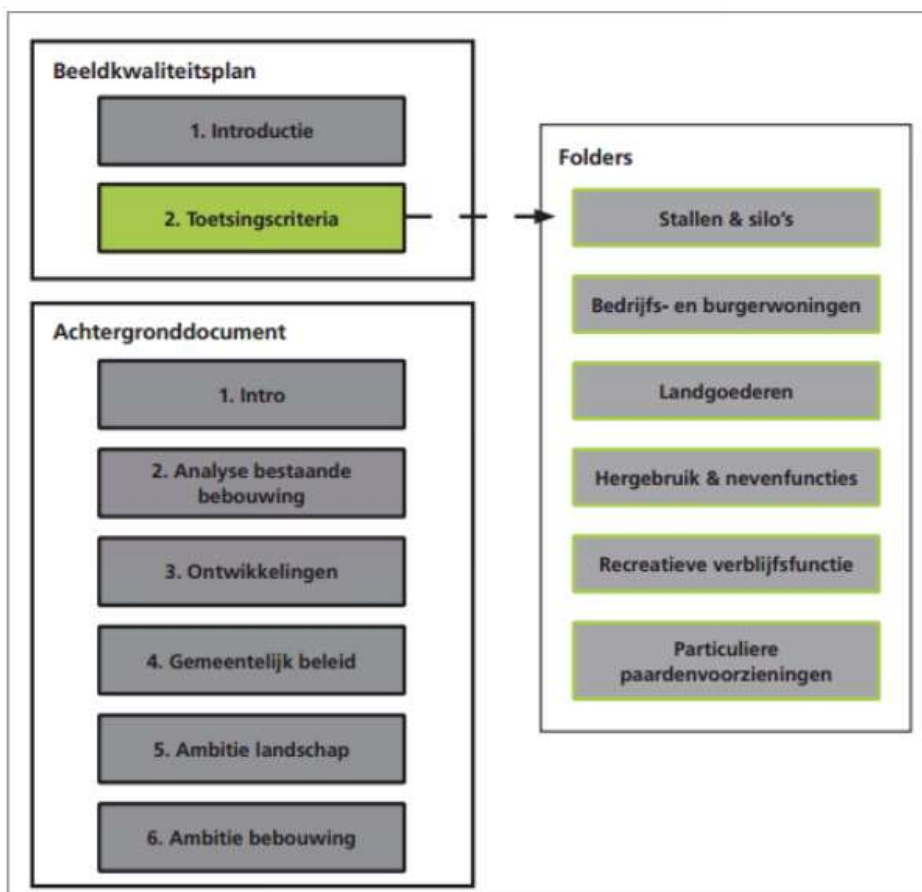 Beeldkwaliteitsplan
1. Introductie
2. Toetsingscriteria
Achtergronddocument
1. Intro
2. Analyse bestaande
bebouwing
3. Ontwikkelingen
4. Gemeentelijk beleid
5. Ambitie landschap
6. Ambitie bebouwing
Folders
Stallen & silo's
Bedrijfs- en burgerwoningen
Landgoederen
Hergebruik & nevenfuncties
Recreatieve verblijfsfunctie
Particuliere
paardenvoorzieningen